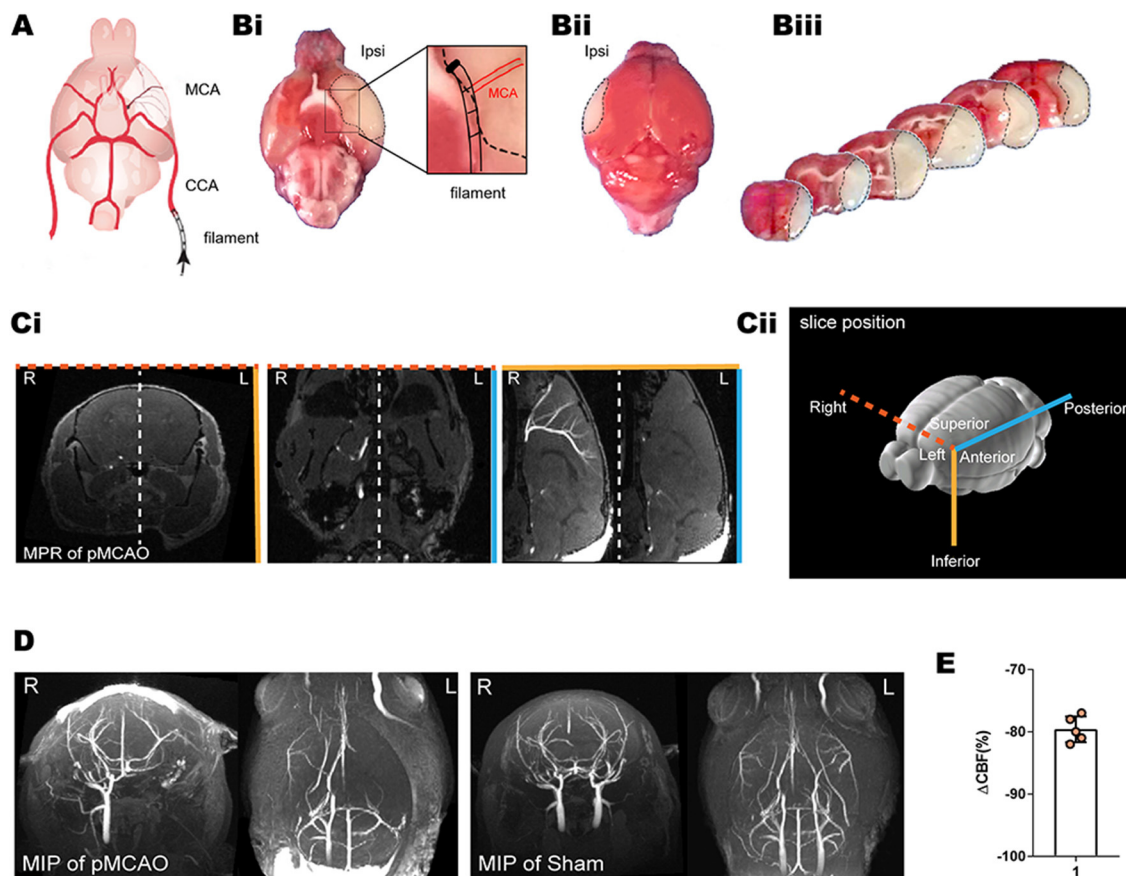 A
MCA
CCA
filament
Bi
Ipsi
MCA
filament
Bii
Ipsi
Biii
Ci
R
L
R
L
R
L
MPR of pMCAO
Cii
slice position
Right
Superior
Posterior
Left
Anterior
Inferior
D
R
L
MIP of pMCAO
R
L
MIP of Sham
E
-70
-80
-90
-100
ΔCBF(%)
1